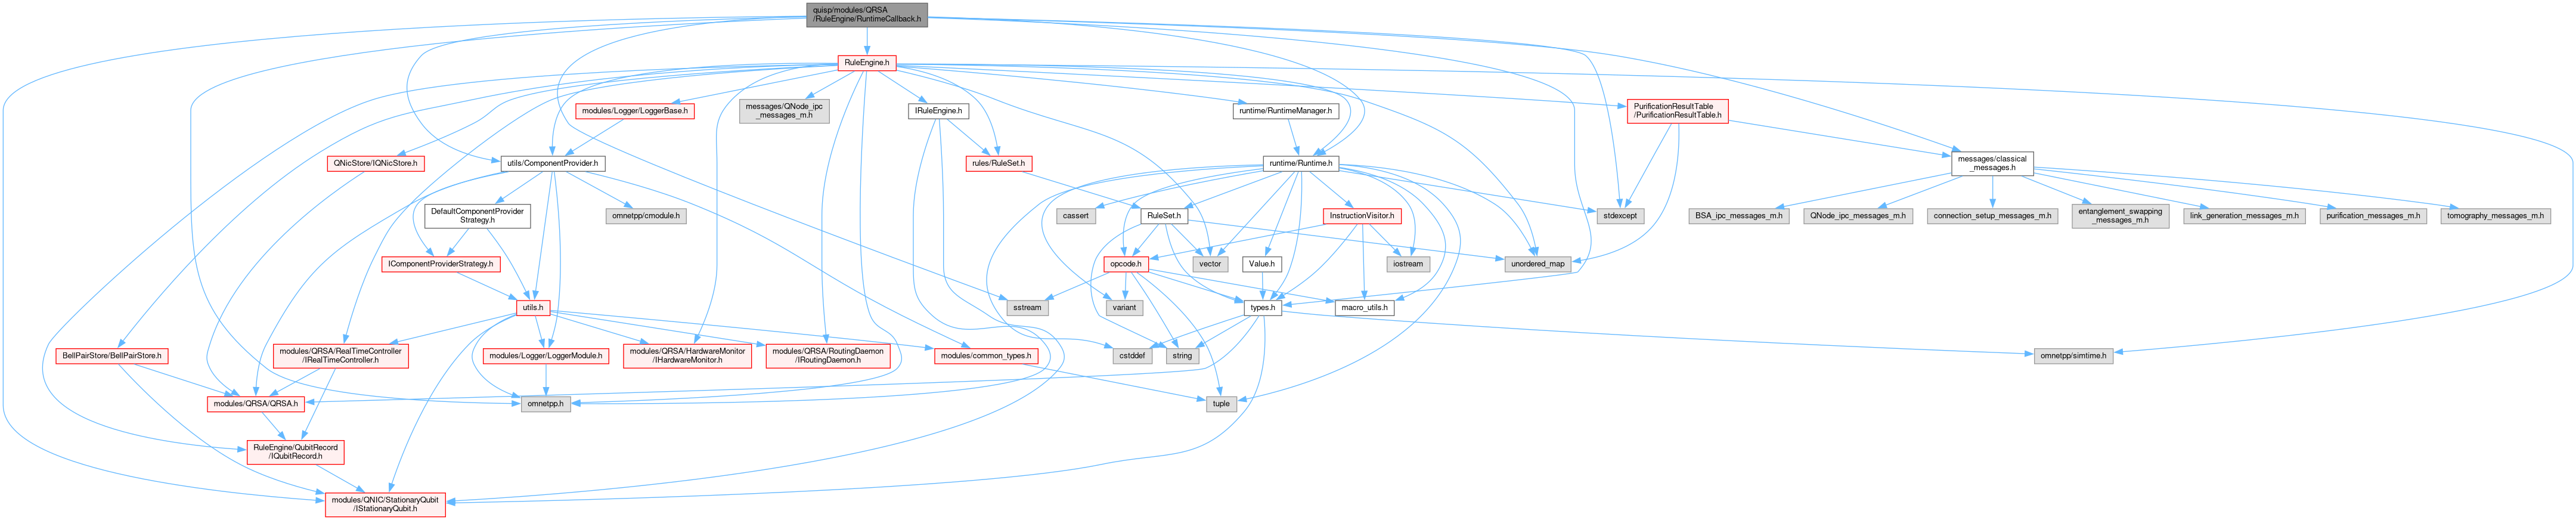 quisp/modules/QRSA
/RuleEngine/RuntimeCallback.h
RuleEngine.h
modules/Logger/LoggerBase.h
messages/QNode_ipc
_messages_m.h
IRuleEngine.h
runtime/RuntimeManager.h
PurificationResultTable
/PurificationResultTable.h
QNicStore/IQNicStore.h
utils/ComponentProvider.h
rules/RuleSet.h
runtime/Runtime.h
messages/classical
_messages.h
DefaultComponentProvider
Strategy.h
omnetpp/cmodule.h
cassert
RuleSet.h
InstructionVisitor.h
stdexcept
BSA_ipc_messages_m.h
QNode_ipc_messages_m.h
connection_setup_messages_m.h
entanglement_swapping
_messages_m.h
link_generation_messages_m.h
purification_messages_m.h
tomography_messages_m.h
IComponentProviderStrategy.h
opcode.h
vector
Value.h
iostream
unordered_map
utils.h
sstream
variant
types.h
macro_utils.h
BellPairStore/BellPairStore.h
modules/QRSA/RealTimeController
/IRealTimeController.h
modules/Logger/LoggerModule.h
modules/QRSA/HardwareMonitor
/IHardwareMonitor.h
modules/QRSA/RoutingDaemon
/IRoutingDaemon.h
modules/common_types.h
cstddef
string
omnetpp/simtime.h
modules/QRSA/QRSA.h
omnetpp.h
tuple
RuleEngine/QubitRecord
/IQubitRecord.h
modules/QNIC/StationaryQubit
/IStationaryQubit.h